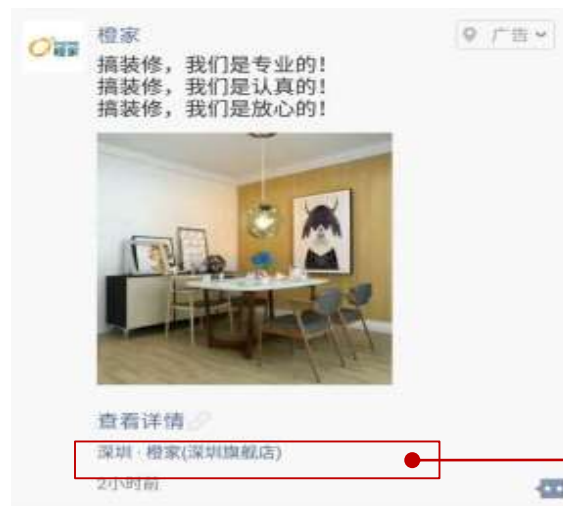 橙家
广告
搞装修，我们是专业的！
搞装修，我们是认真的！
搞装修，我们是放心的！
查看详情
深圳 · 橙家(深圳旗舰店)
2小时前